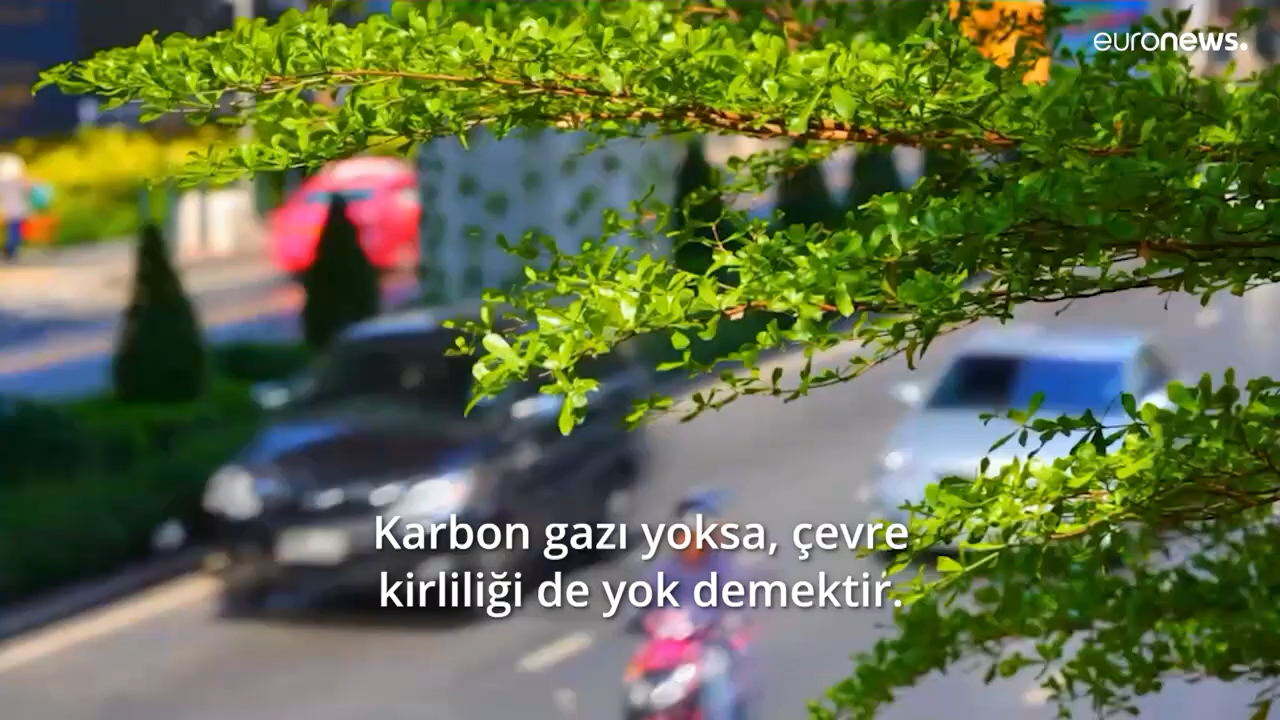 euronews.
Karbon gazı yoksa, çevre
kirliliği de yok demektir.